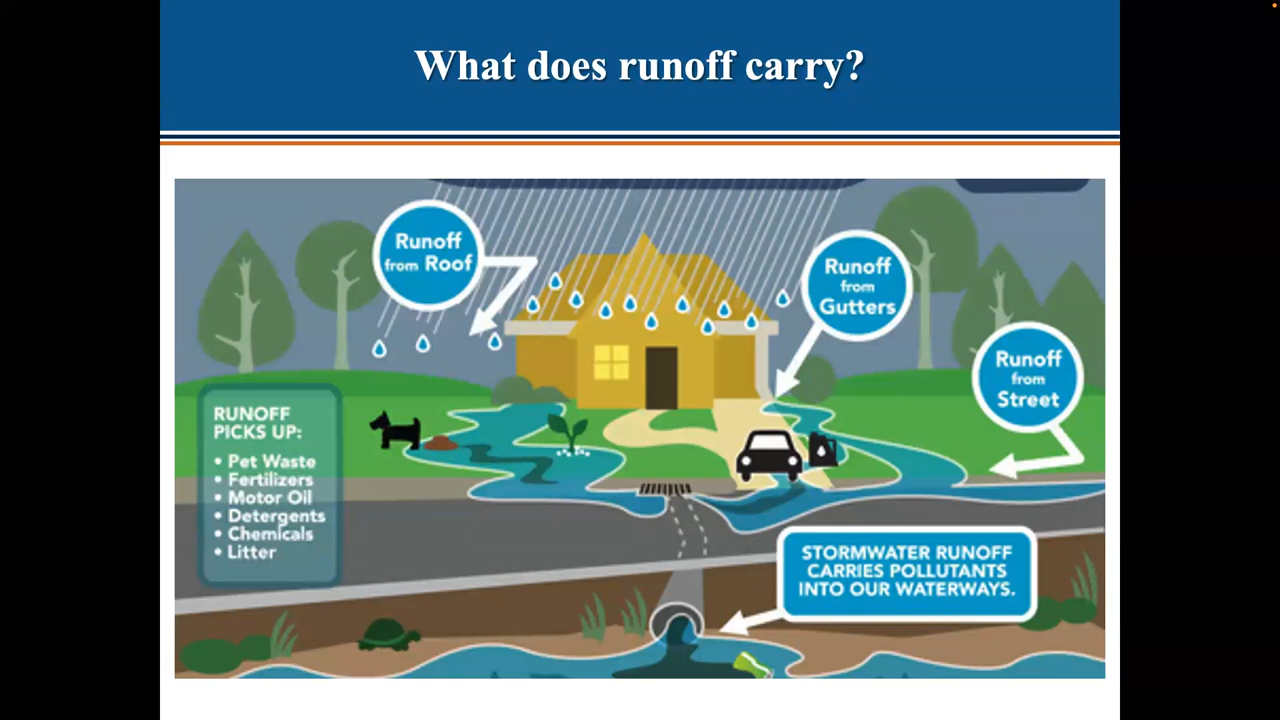 What does runoff carry?
Runoff
from Roof
Runoff
from
Gutters
Runoff
from
Street
RUNOFF
PICKS UP:
• Pet Waste
• Fertilizers
• Motor Oil
• Detergents
• Chemicals
• Litter
STORMWATER RUNOFF
CARRIES POLLUTANTS
INTO OUR WATERWAYS.